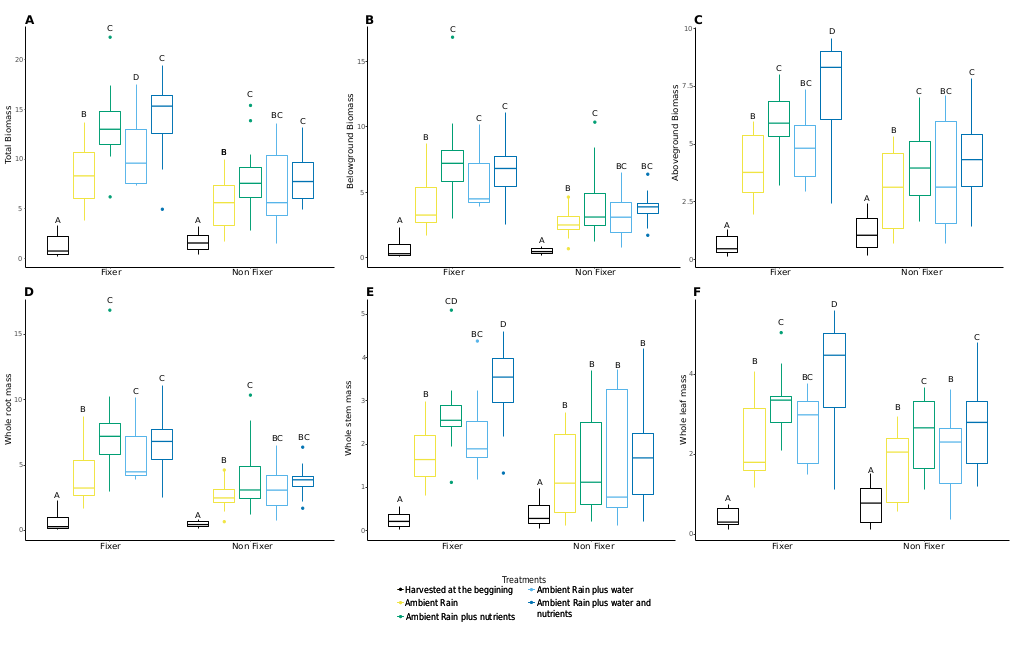 A
Total Biomass
20
15
10
5
0
A B C D C
A B C BC C
Fixer Non Fixer
B
Belowground Biomass
15
10
5
0
A B C C C
A B C BC BC
Fixer Non Fixer
C
Aboveground Biomass
10
7.5
5
2.5
0
A B C BC D
A B C BC C
Fixer Non Fixer
D
Whole root mass
15
10
5
0
A B C C C
A B C BC BC
Fixer Non Fixer
E
Whole stem mass
5
4
3
2
1
0
A B CD BC D
A B B B B
Fixer Non Fixer
F
Whole leaf mass
4
2
0
A B C BC D
A B C B C
Fixer Non Fixer
Treatments
Harvested at the beggining
Ambient Rain
Ambient Rain plus nutrients
Ambient Rain plus water
Ambient Rain plus water and
nutrients